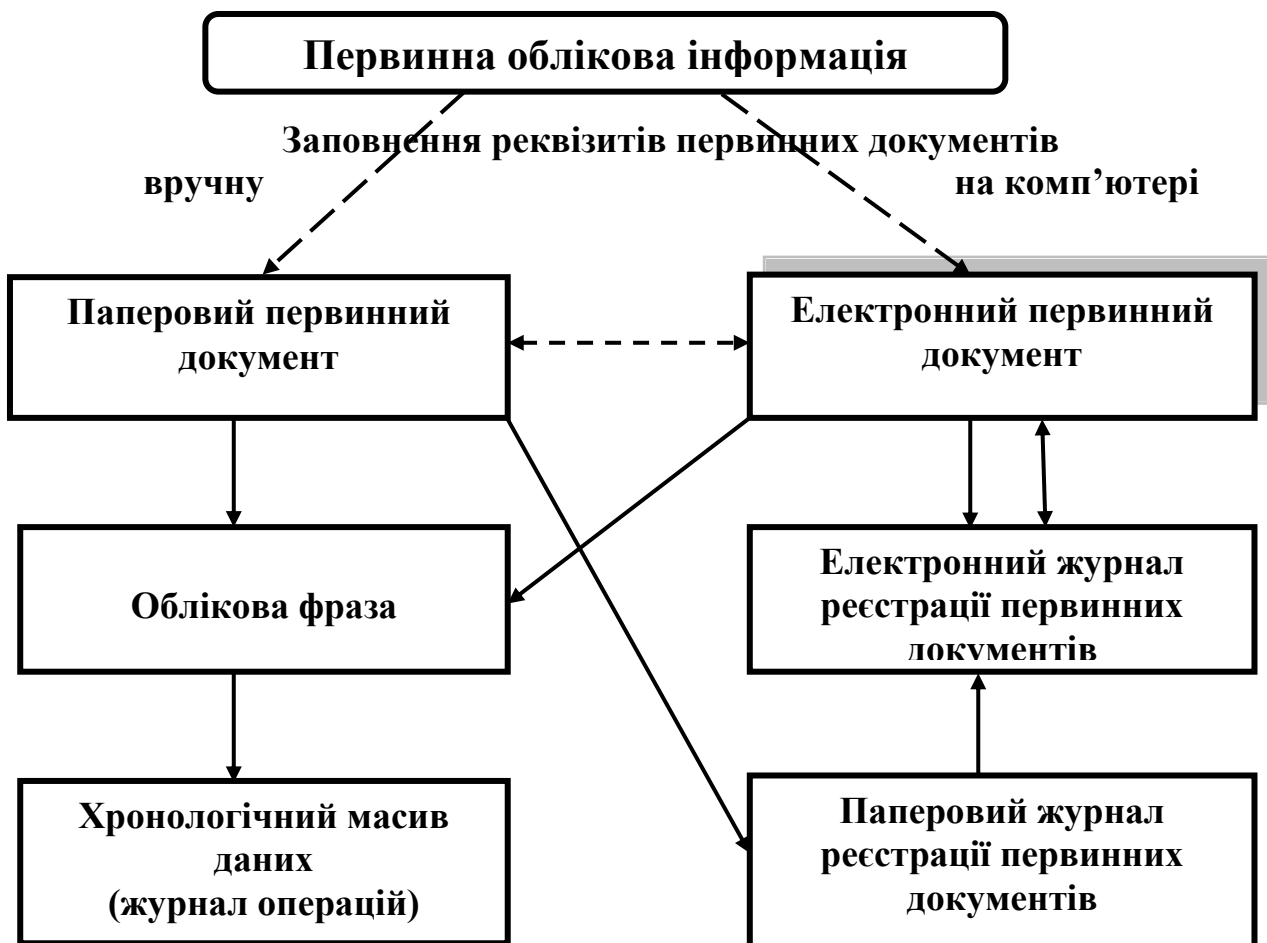 Первинна облікова інформація
Заповнення реквізитів первинних документів
вручну
на комп’ютері
Паперовий первинний
документ
Електронний первинний
документ
Облікова фраза
Електронний журнал
реєстрації первинних
документів
Хронологічний масив
даних
(журнал операцій)
Паперовий журнал
реєстрації первинних
документів